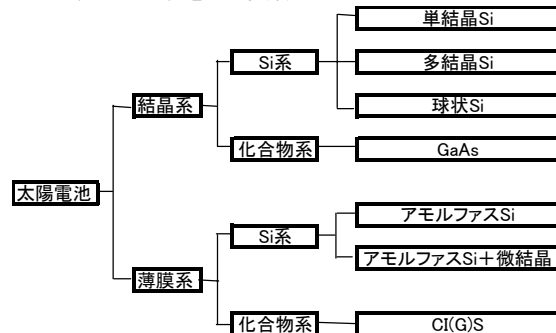 単結晶Si
Si系
多結晶Si
結晶系
球状Si
化合物系
GaAs
太陽電池
アモルファスSi
Si系
アモルファスSi＋微結晶
薄膜系
化合物系
CI(G)S